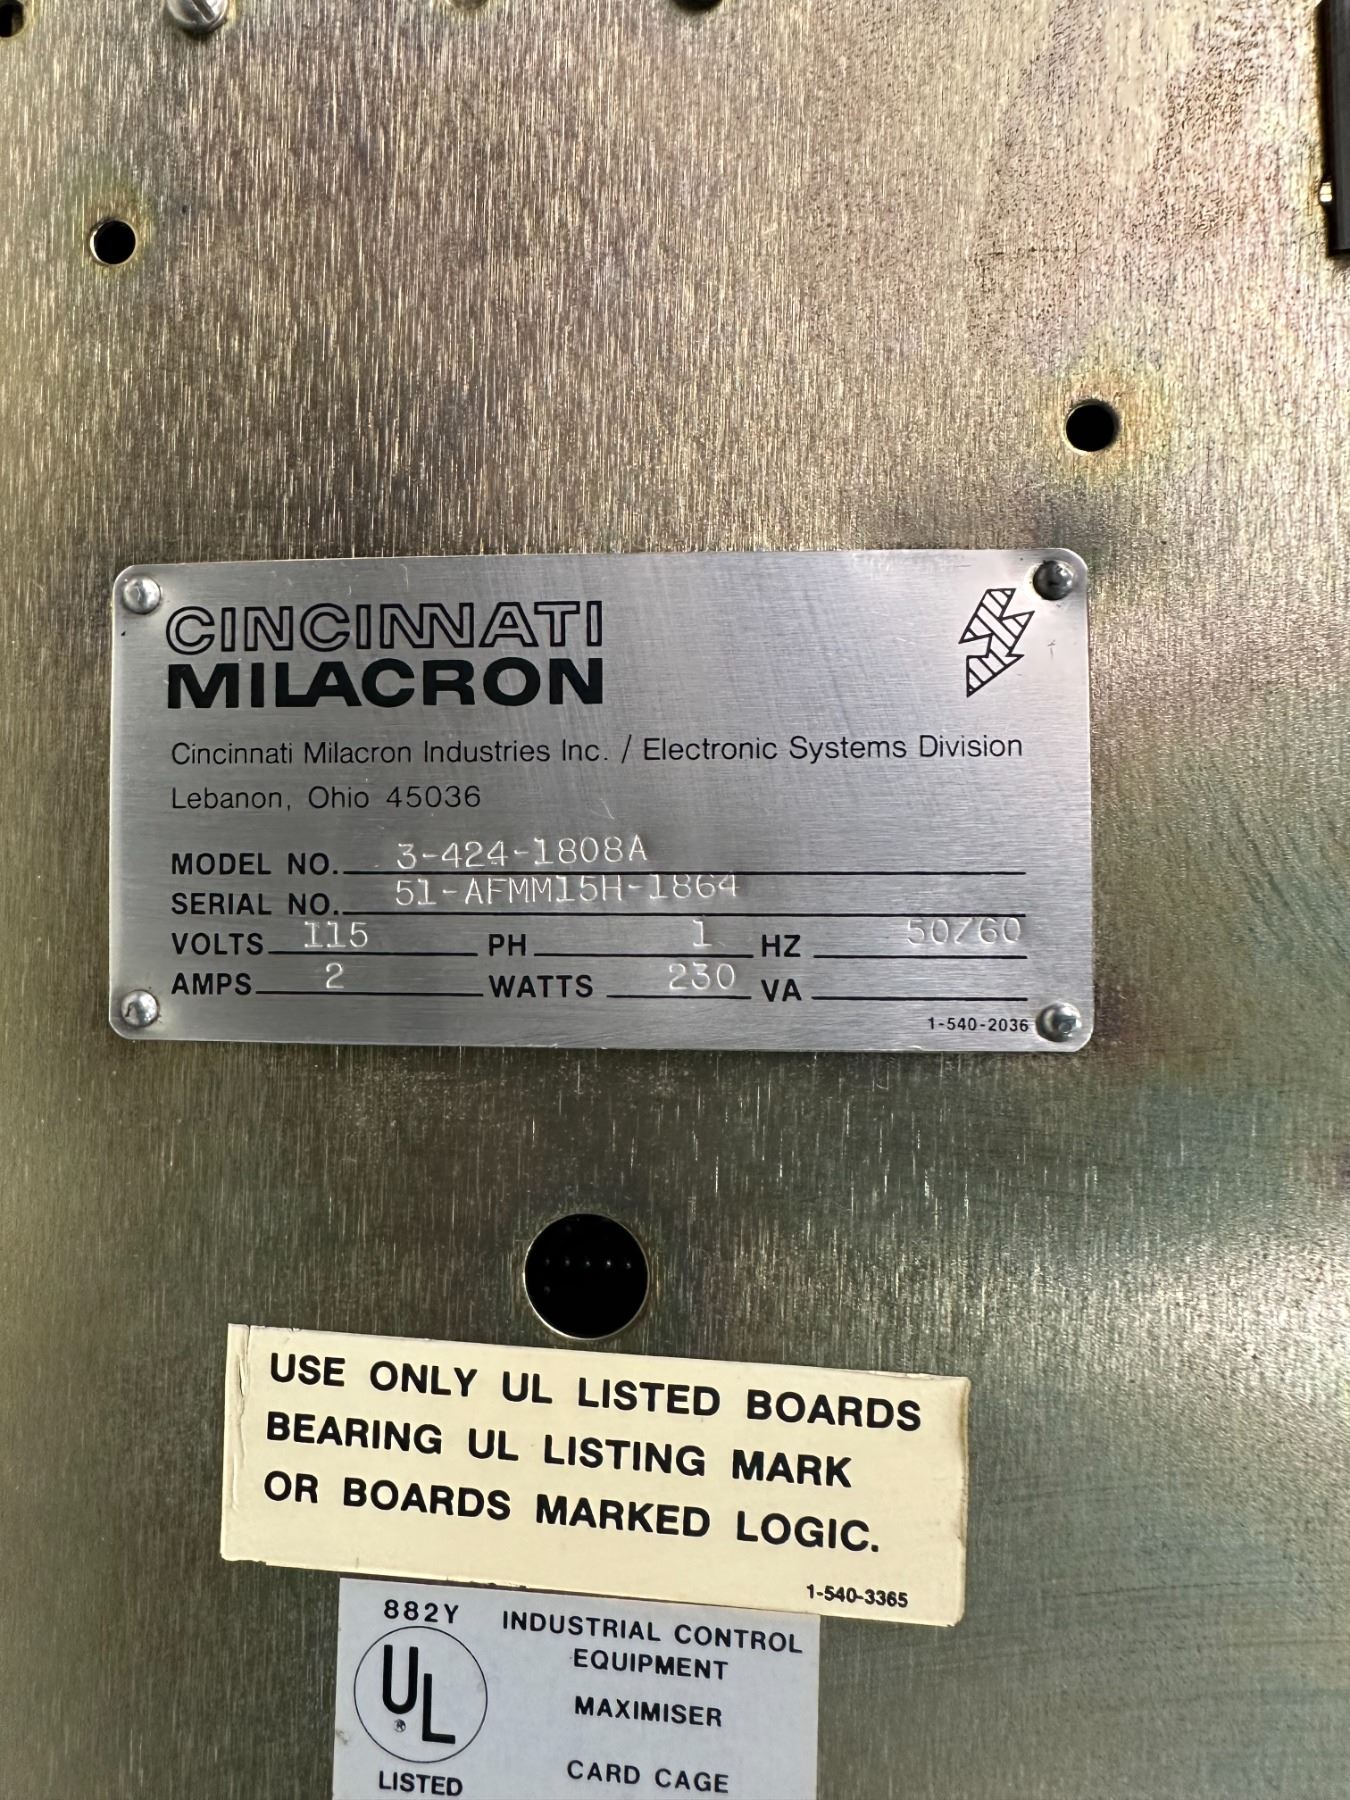 CINCINNATI
MILACRON
Cincinnati Milacron Industries Inc. / Electronic Systems Division
Lebanon, Ohio 45036
MODEL NO. 3-424-1808A
SERIAL NO. 51-AFMM15H-1864
VOLTS 115 PH 1 HZ 50/60
AMPS 2 WATTS 230 VA
1-540-2036
USE ONLY UL LISTED BOARDS
BEARING UL LISTING MARK
OR BOARDS MARKED LOGIC.
1-540-3365
882Y INDUSTRIAL CONTROL
EQUIPMENT
UL
®
MAXIMISER
LISTED CARD CAGE